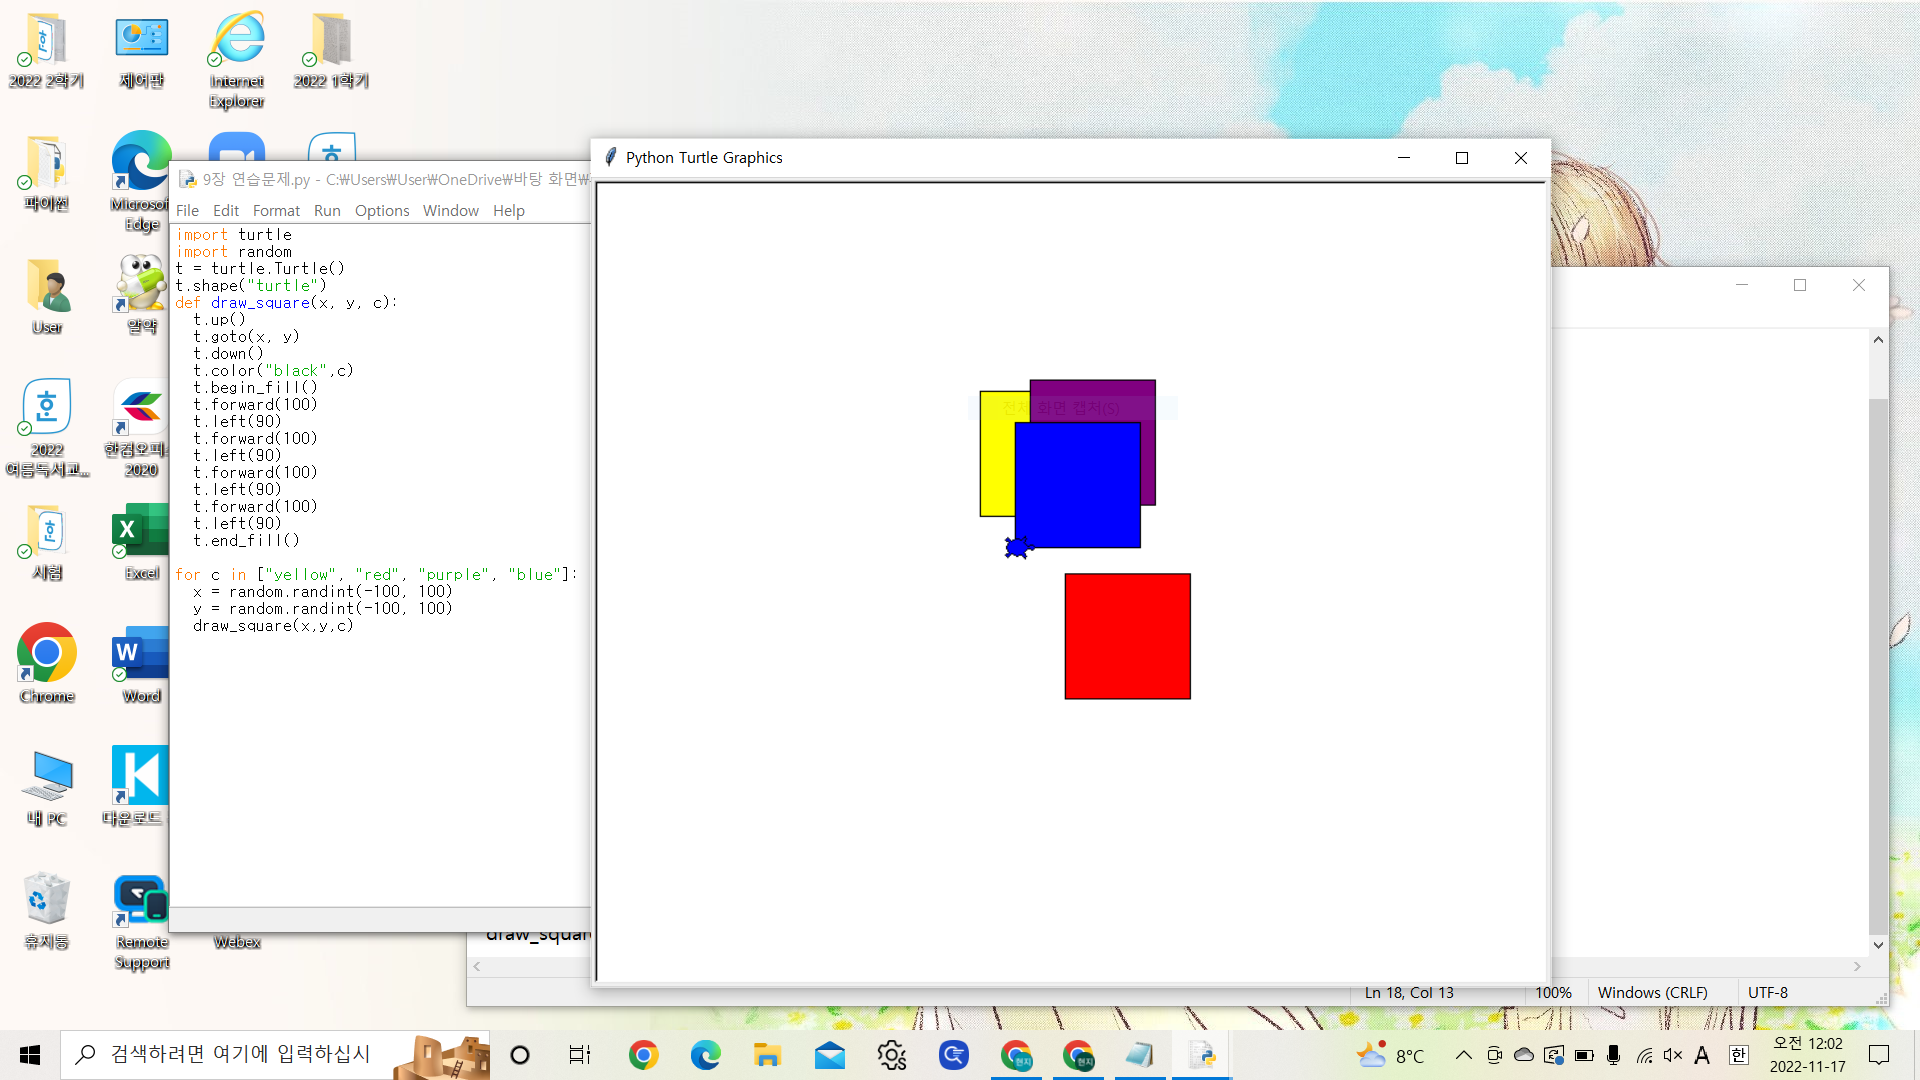 2022 2학기
제어판
Internet
Explorer
2022 1학기
파이썬
Microsof
Edge
User
알약
2022
여름독서교...
한컴오피스
2020
시험
Excel
Chrome
Word
내 PC
다운로드
휴지통
Remote
Support
Webex
9장 연습문제.py - C:₩Users₩User₩OneDrive₩바탕 화면₩
File Edit Format Run Options Window Help
import turtle
import random
t = turtle.Turtle()
t.shape("turtle")
def draw_square(x, y, c):
  t.up()
  t.goto(x, y)
  t.down()
  t.color("black",c)
  t.begin_fill()
  t.forward(100)
  t.left(90)
  t.forward(100)
  t.left(90)
  t.forward(100)
  t.left(90)
  t.forward(100)
  t.left(90)
  t.end_fill()
for c in ["yellow", "red", "purple", "blue"]:
  x = random.randint(-100, 100)
  y = random.randint(-100, 100)
  draw_square(x,y,c)
Python Turtle Graphics
전체 화면 캡처(S)
draw_squar
Ln 18, Col 13 100% Windows (CRLF) UTF-8
검색하려면 여기에 입력하십시
현지
현지
8°C
A
한
오전 12:02
2022-11-17